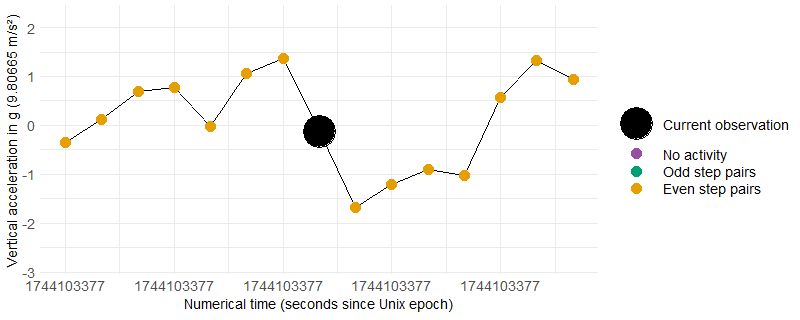 Vertical acceleration in g (9.80665 m/s²)
2
1
0
-1
-2
-3
1744103377 1744103377 1744103377 1744103377 1744103377
Numerical time (seconds since Unix epoch)
Current observation
No activity
Odd step pairs
Even step pairs